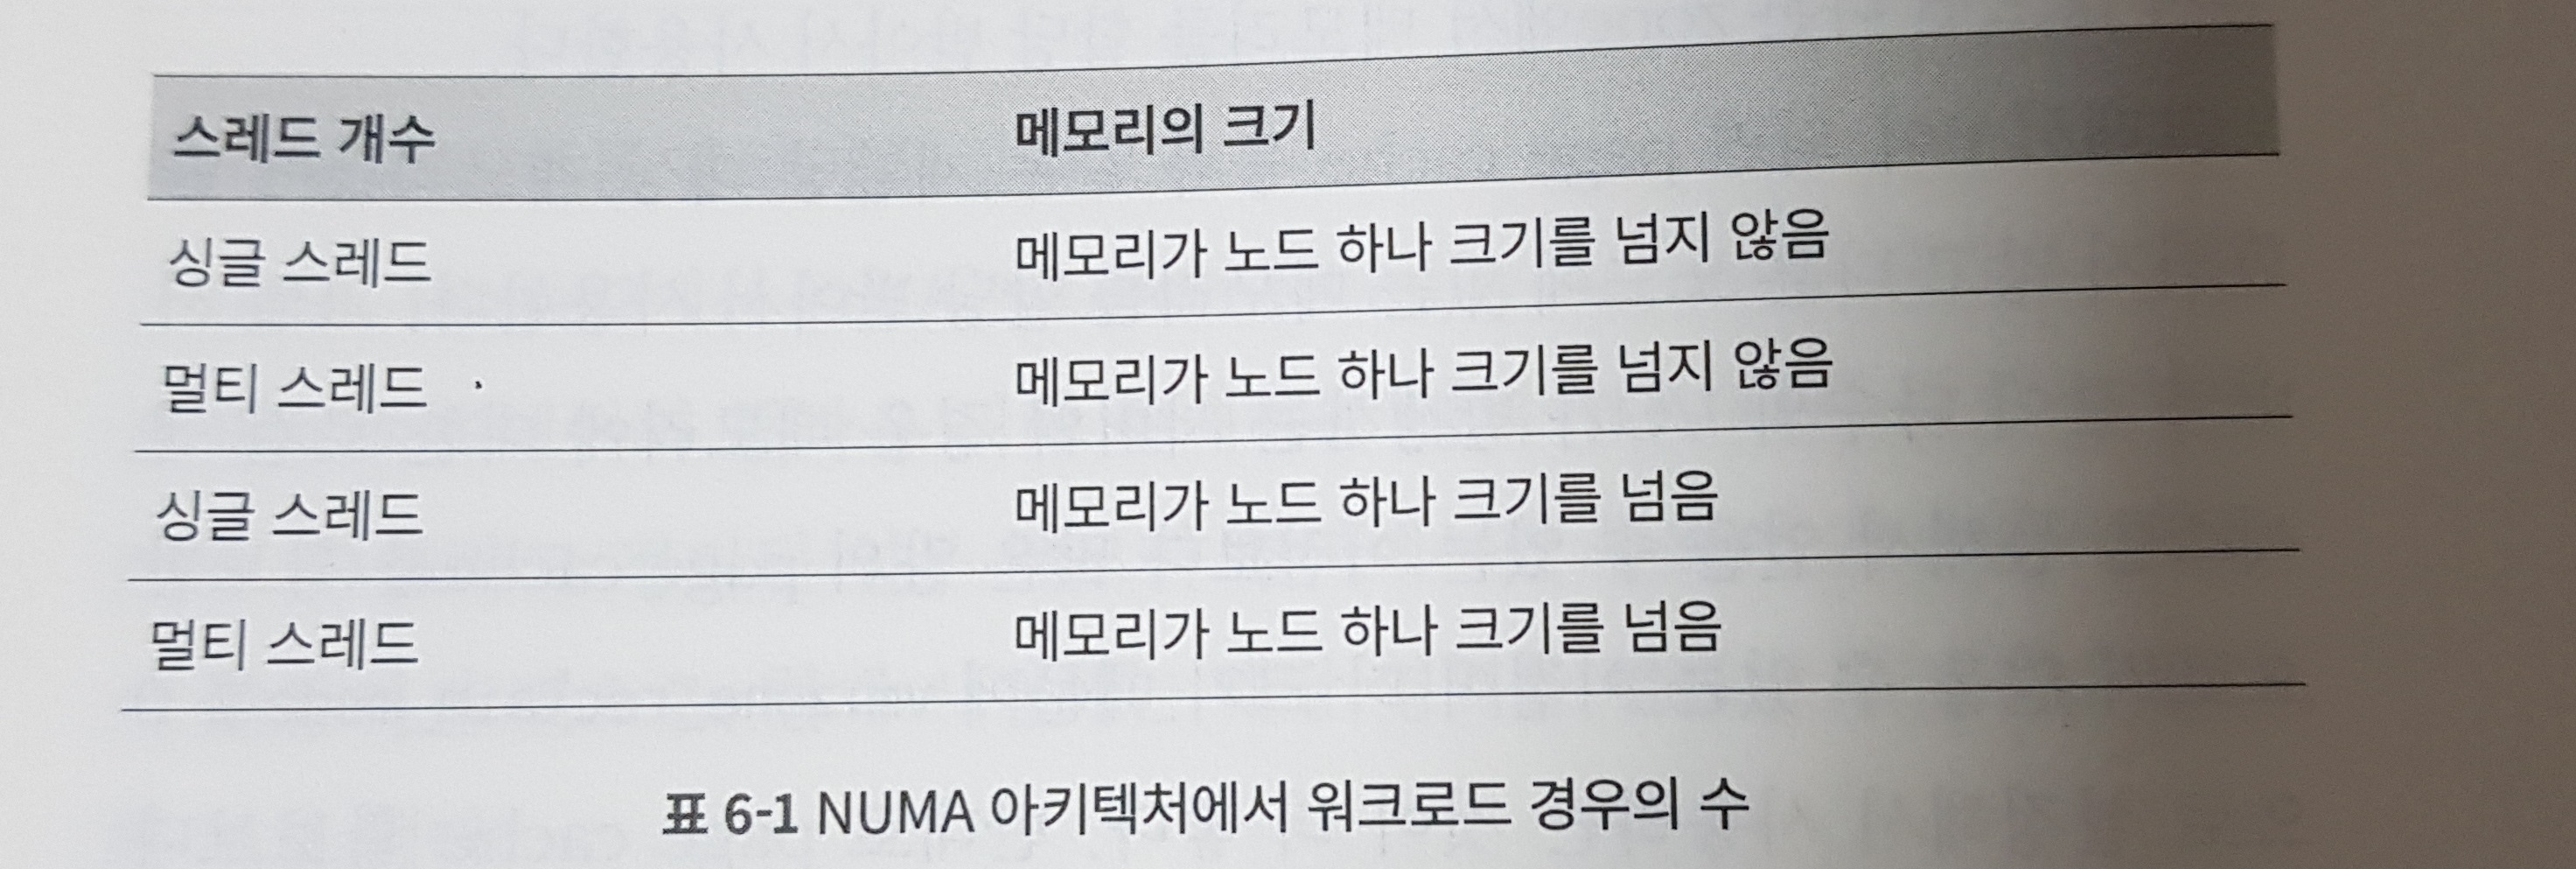 스레드 개수 메모리의 크기
싱글 스레드 메모리가 노드 하나 크기를 넘지 않음
멀티 스레드 메모리가 노드 하나 크기를 넘지 않음
싱글 스레드 메모리가 노드 하나 크기를 넘음
멀티 스레드 메모리가 노드 하나 크기를 넘음
표 6-1 NUMA 아키텍처에서 워크로드 경우의 수